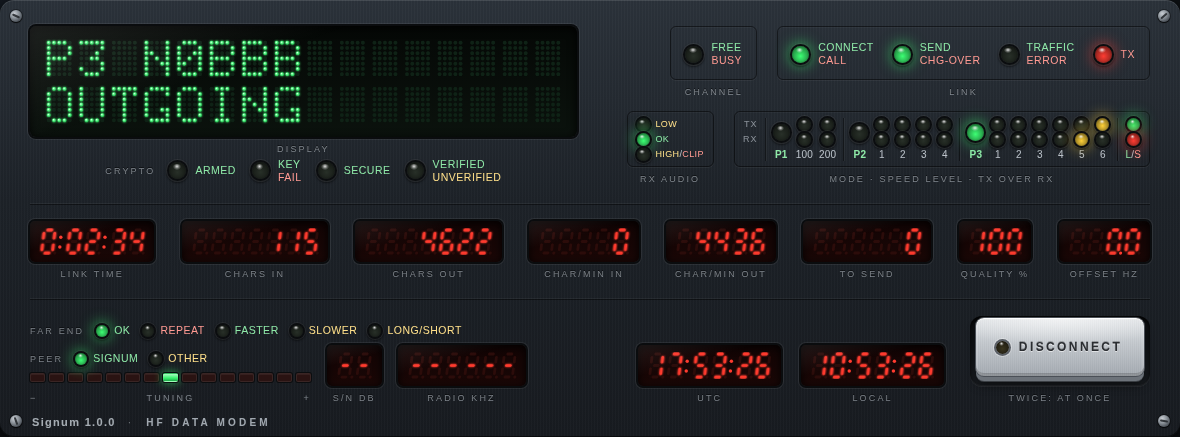 P3 N0BBB
OUTGOING
DISPLAY
CRYPTO ARMED KEY FAIL SECURE VERIFIED UNVERIFIED
FREE BUSY
CHANNEL
CONNECT CALL SEND CHG-OVER TRAFFIC ERROR TX
LINK
LOW
OK
HIGH/CLIP
RX AUDIO
TX
RX
P1 100 200 P2 1 2 3 4 P3 1 2 3 4 5 6 L/S
MODE - SPEED LEVEL - TX OVER RX
0:02:34 115 4622 0 4436 0 100 0.0
LINK TIME CHARS IN CHARS OUT CHAR/MIN IN CHAR/MIN OUT TO SEND QUALITY % OFFSET HZ
FAR END OK REPEAT FASTER SLOWER LONG/SHORT
PEER SIGNUM OTHER
-- ------ 17:53:26 10:53:26
DISCONNECT
− TUNING + S/N DB RADIO KHZ UTC LOCAL TWICE: AT ONCE
Signum 1.0.0 · HF DATA MODEM